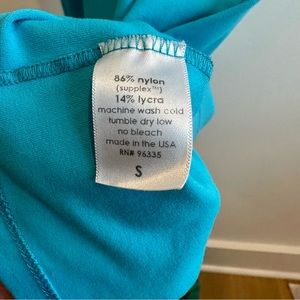 86% nylon
(supplex™)
14% lycra
machine wash cold
tumble dry low
no bleach
made in the USA
RN# 96335
S